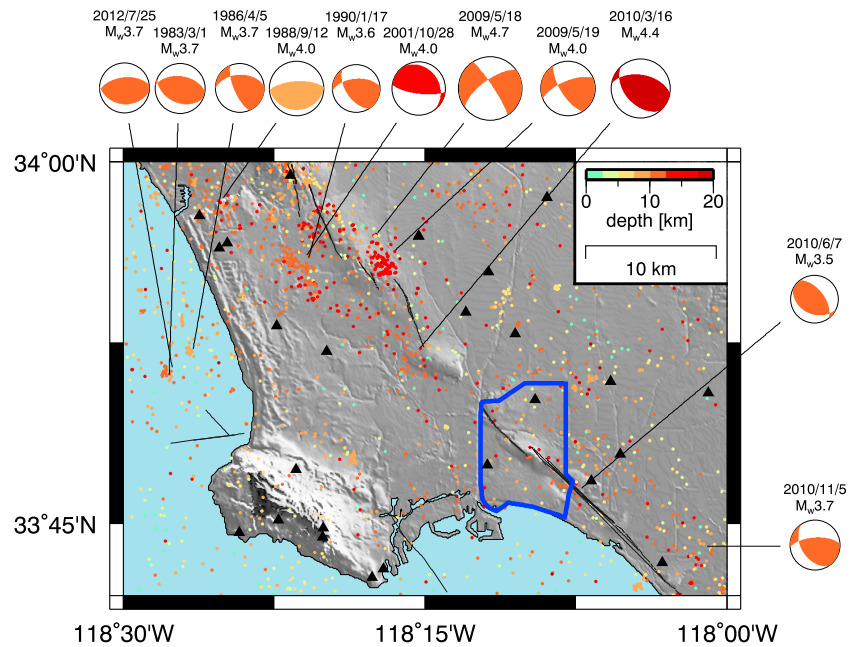 2012/7/25
Mw3.7
1983/3/1
Mw3.7
1986/4/5
Mw3.7
1988/9/12
Mw4.0
1990/1/17
Mw3.6
2001/10/28
Mw4.0
2009/5/18
Mw4.7
2009/5/19
Mw4.0
2010/3/16
Mw4.4
34°00'N
0 10 20
depth [km]
10 km
2010/6/7
Mw3.5
2010/11/5
Mw3.7
33°45'N
118°30'W
118°15'W
118°00'W